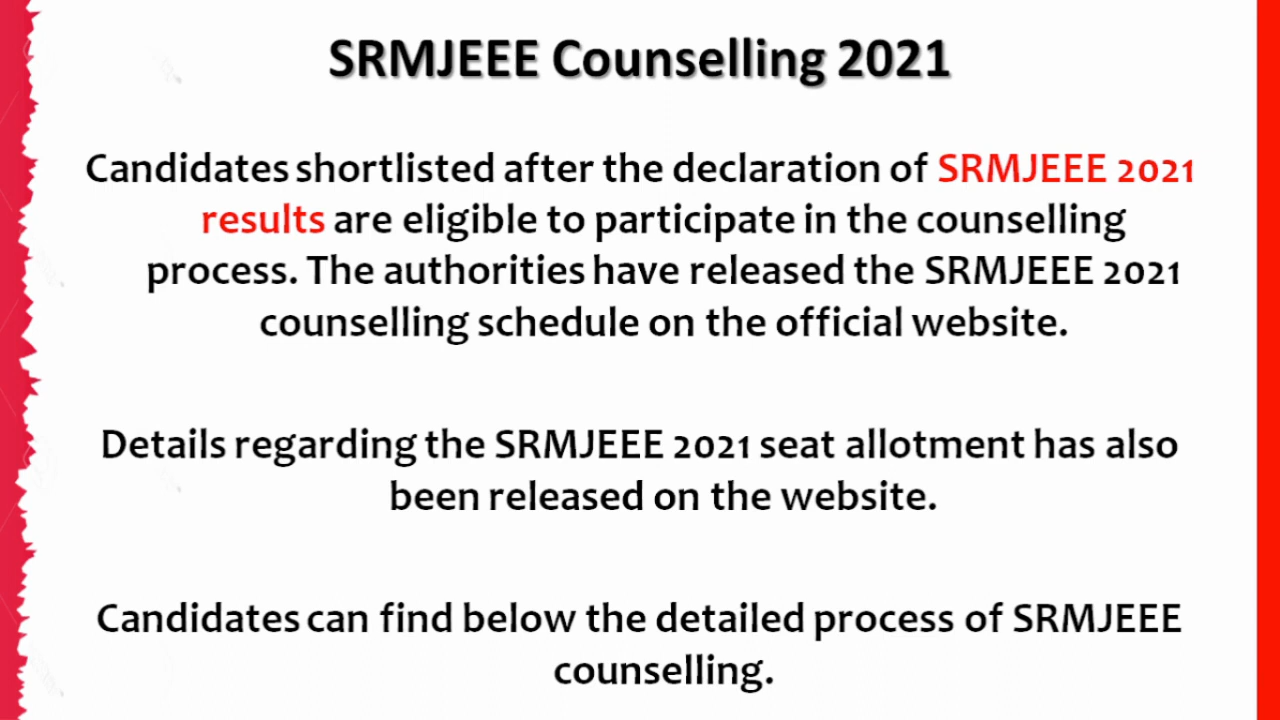 SRMJEEE Counselling 2021
Candidates shortlisted after the declaration of SRMJEEE 2021
results are eligible to participate in the counselling
process. The authorities have released the SRMJEEE 2021
counselling schedule on the official website.
Details regarding the SRMJEEE 2021 seat allotment has also
been released on the website.
Candidates can find below the detailed process of SRMJEEE
counselling.